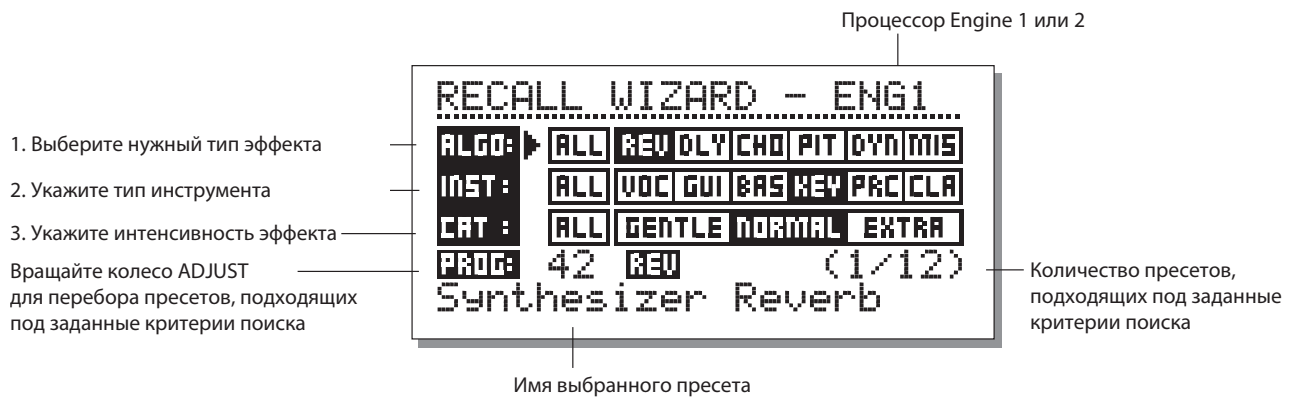 Процессор Engine 1 или 2
RECALL WIZARD – ENG1
1. Выберите нужный тип эффекта
ALGO: ALL REV DLY CHO PIT DYN MIS
2. Укажите тип инструмента
INST: ALL VOC GUI BAS KEY PRC CLA
3. Укажите интенсивность эффекта
CAT : ALL GENTLE NORMAL EXTRA
Вращайте колесо ADJUST
для перебора пресетов, подходящих
под заданные критерии поиска
PROG: 42 REV (1/12)
Synthesizer Reverb
Количество пресетов,
подходящих под заданные
критерии поиска
Имя выбранного пресета